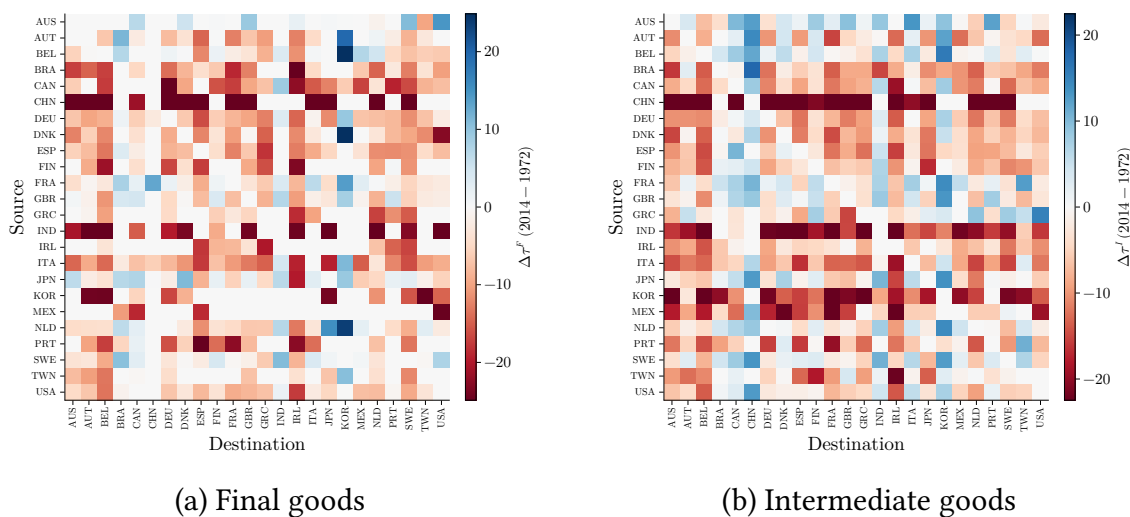 AUS
AUT
BEL
BRA
CAN
CHN
DEU
DNK
ESP
FIN
FRA
GBR
GRC
IND
IRL
ITA
JPN
KOR
MEX
NLD
PRT
SWE
TWN
USA
Source
AUS AUT BEL BRA CAN CHN DEU DNK ESP FIN FRA GBR GRC IND IRL ITA JPN KOR MEX NLD PRT SWE TWN USA
Destination
20
10
0
−10
−20
Δτ^F (2014 − 1972)
(a) Final goods
AUS
AUT
BEL
BRA
CAN
CHN
DEU
DNK
ESP
FIN
FRA
GBR
GRC
IND
IRL
ITA
JPN
KOR
MEX
NLD
PRT
SWE
TWN
USA
Source
AUS AUT BEL BRA CAN CHN DEU DNK ESP FIN FRA GBR GRC IND IRL ITA JPN KOR MEX NLD PRT SWE TWN USA
Destination
20
10
0
−10
−20
Δτ^I (2014 − 1972)
(b) Intermediate goods